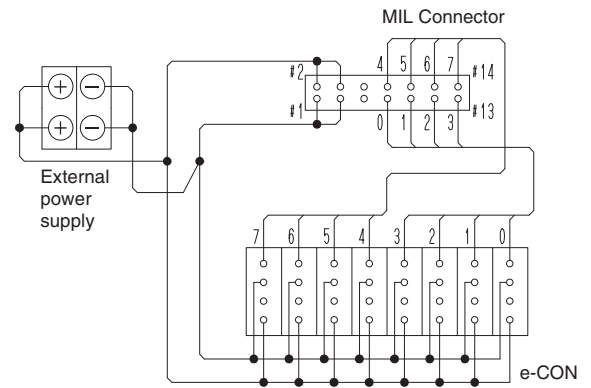 MIL Connector
4 5 6 7
#2 #14
#1 #13
0 1 2 3
+ −
+ −
External
power
supply
7 6 5 4 3 2 1 0
e-CON